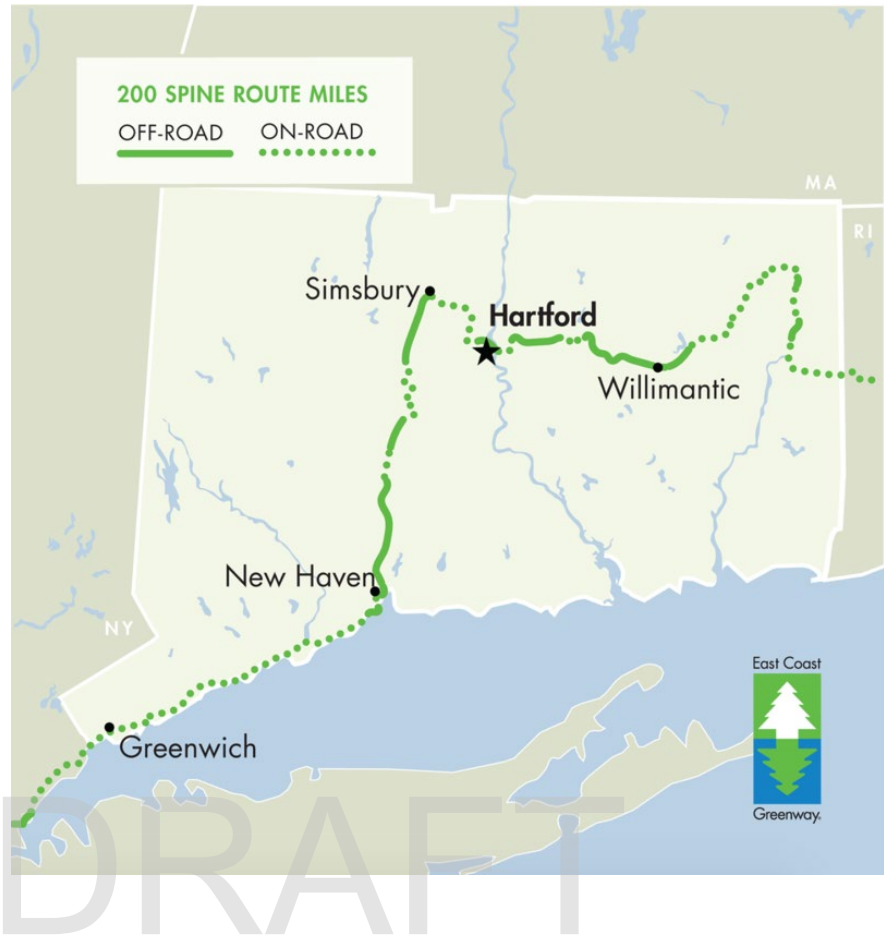 200 SPINE ROUTE MILES
OFF-ROAD ON-ROAD
MA
RI
Simsbury
Hartford
Willimantic
New Haven
NY
East Coast
Greenwich
Greenway.
DRAFT